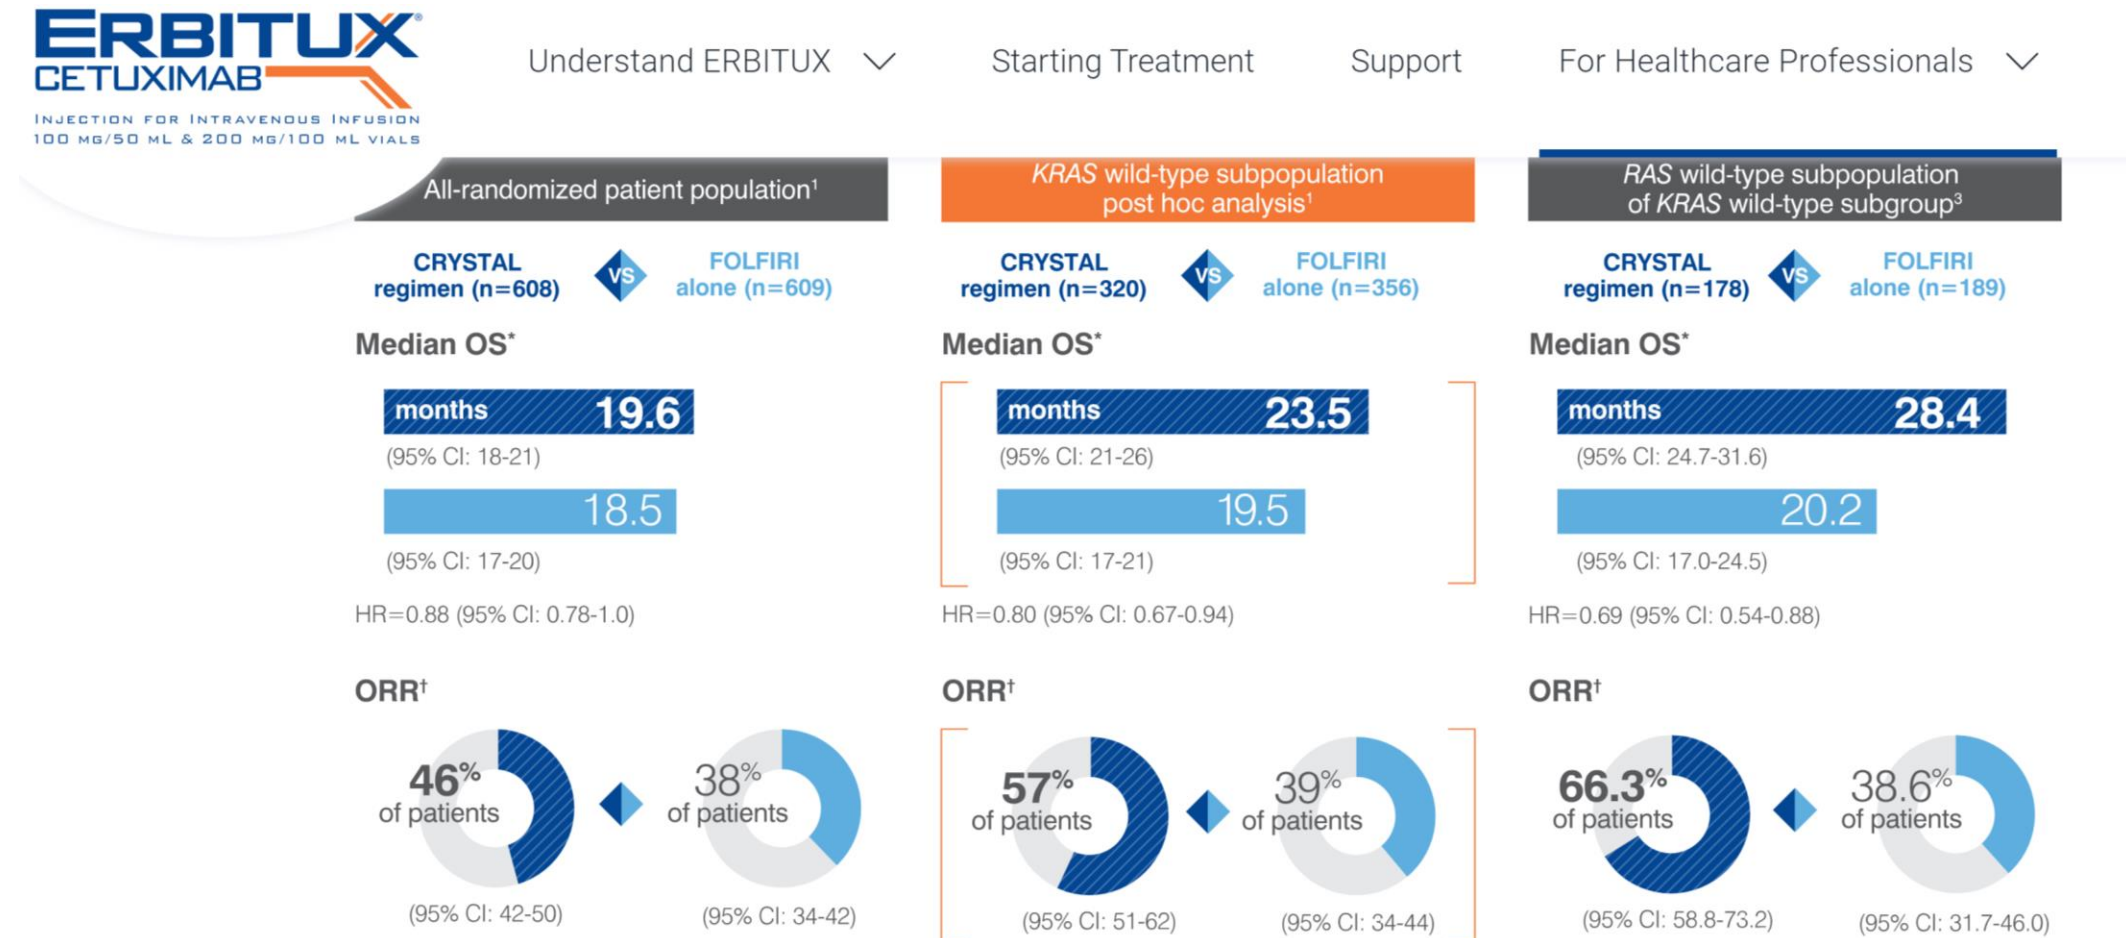 ERBITUX®
CETUXIMAB
INJECTION FOR INTRAVENOUS INFUSION
100 MG/50 ML & 200 MG/100 ML VIALS
Understand ERBITUX
Starting Treatment
Support
For Healthcare Professionals
All-randomized patient population¹
CRYSTAL
regimen (n=608)
VS
FOLFIRI
alone (n=609)
Median OS*
months 19.6
(95% CI: 18-21)
18.5
(95% CI: 17-20)
HR=0.88 (95% CI: 0.78-1.0)
ORR†
46%
of patients
(95% CI: 42-50)
38%
of patients
(95% CI: 34-42)
KRAS wild-type subpopulation
post hoc analysis¹
CRYSTAL
regimen (n=320)
VS
FOLFIRI
alone (n=356)
Median OS*
months 23.5
(95% CI: 21-26)
19.5
(95% CI: 17-21)
HR=0.80 (95% CI: 0.67-0.94)
ORR†
57%
of patients
(95% CI: 51-62)
39%
of patients
(95% CI: 34-44)
RAS wild-type subpopulation
of KRAS wild-type subgroup³
CRYSTAL
regimen (n=178)
VS
FOLFIRI
alone (n=189)
Median OS*
months 28.4
(95% CI: 24.7-31.6)
20.2
(95% CI: 17.0-24.5)
HR=0.69 (95% CI: 0.54-0.88)
ORR†
66.3%
of patients
(95% CI: 58.8-73.2)
38.6%
of patients
(95% CI: 31.7-46.0)